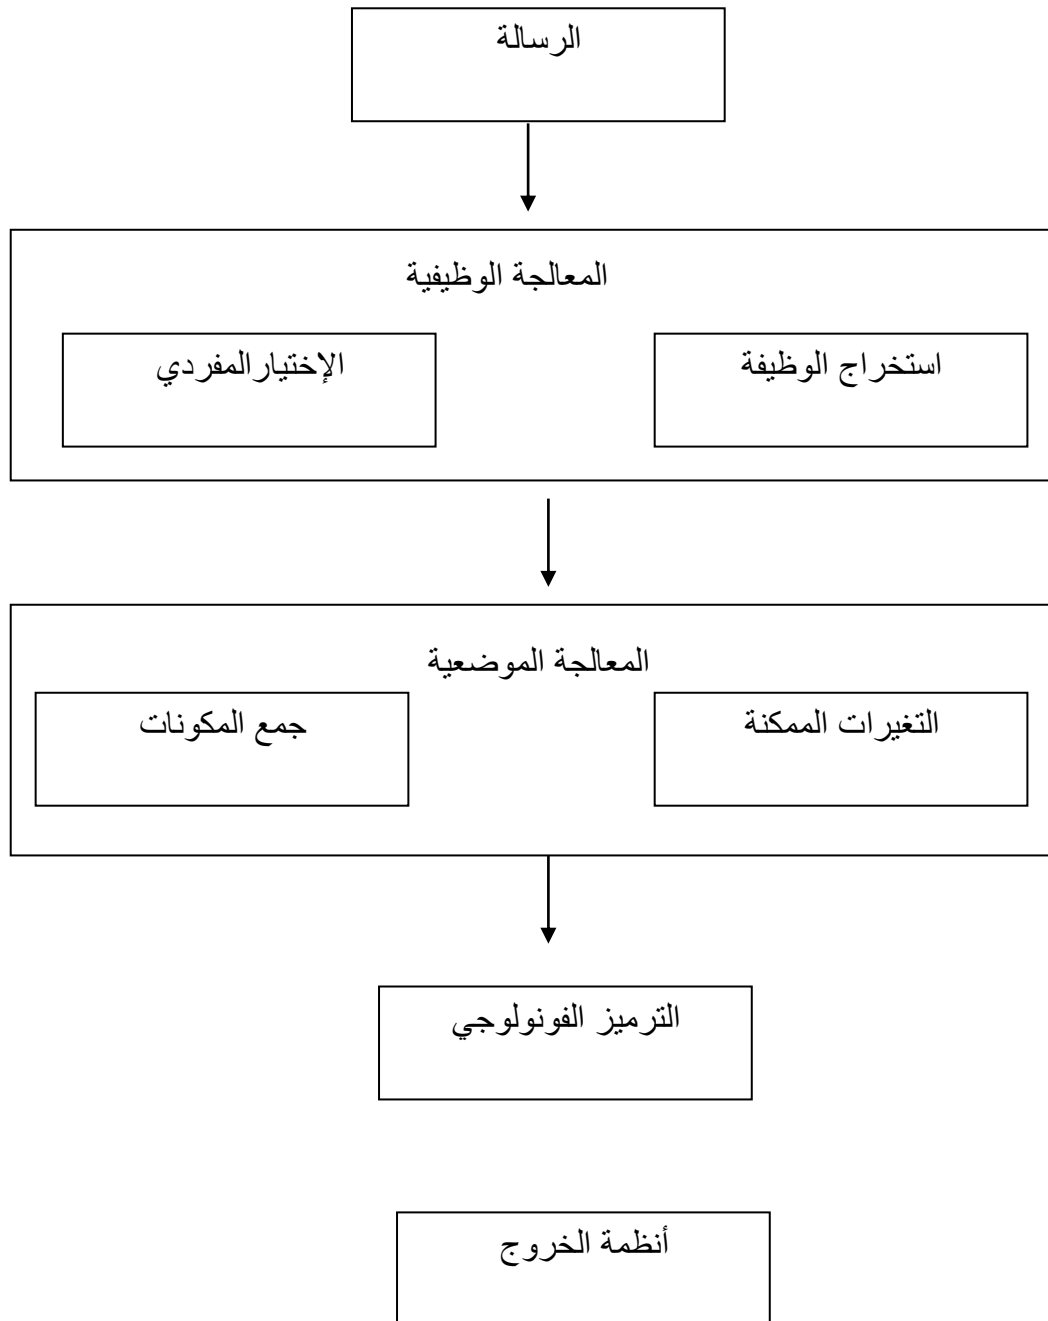 الرسالة
المعالجة الوظيفية
استخراج الوظيفة
الإختيارالمفردي
المعالجة الموضعية
التغيرات الممكنة
جمع المكونات
الترميز الفونولوجي
أنظمة الخروج